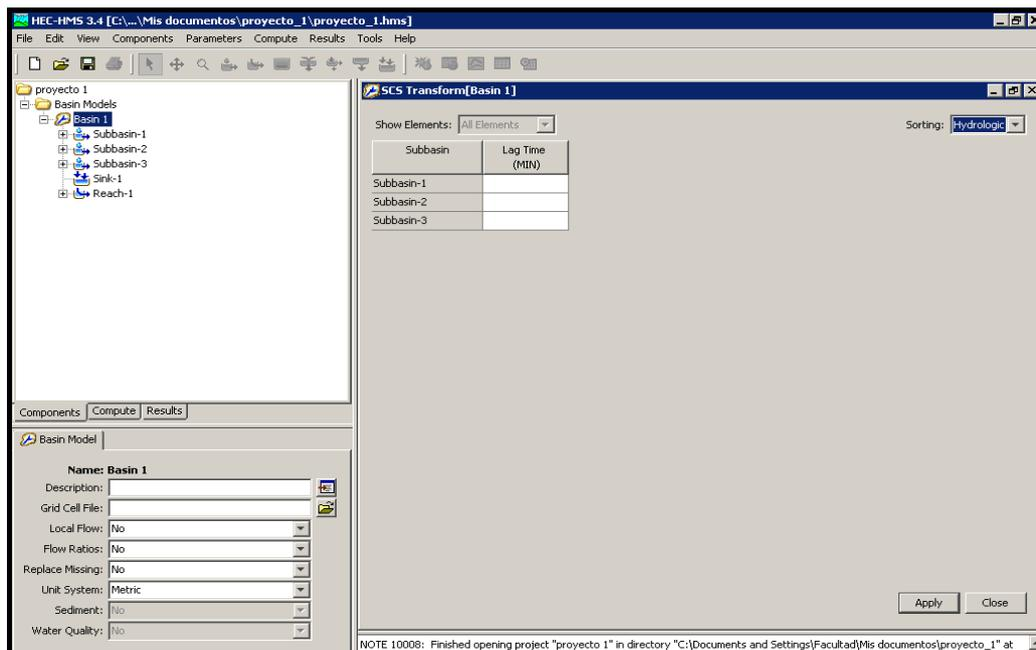 HEC-HMS 3.4 [C:\...\Mis documentos\proyecto_1\proyecto_1.hms]
File Edit View Components Parameters Compute Results Tools Help
proyecto 1
Basin Models
Basin 1
Subbasin-1
Subbasin-2
Subbasin-3
Sink-1
Reach-1
Components Compute Results
Basin Model
Name: Basin 1
Description:
Grid Cell File:
Local Flow: No
Flow Ratios: No
Replace Missing: No
Unit System: Metric
Sediment: No
Water Quality: No
SCS Transform[Basin 1]
Show Elements: All Elements
Sorting: Hydrologic
Subbasin Lag Time
(MIN)
Subbasin-1
Subbasin-2
Subbasin-3
Apply Close
NOTE 10008: Finished opening project "proyecto 1" in directory "C:\Documents and Settings\Facultad\Mis documentos\proyecto_1" at